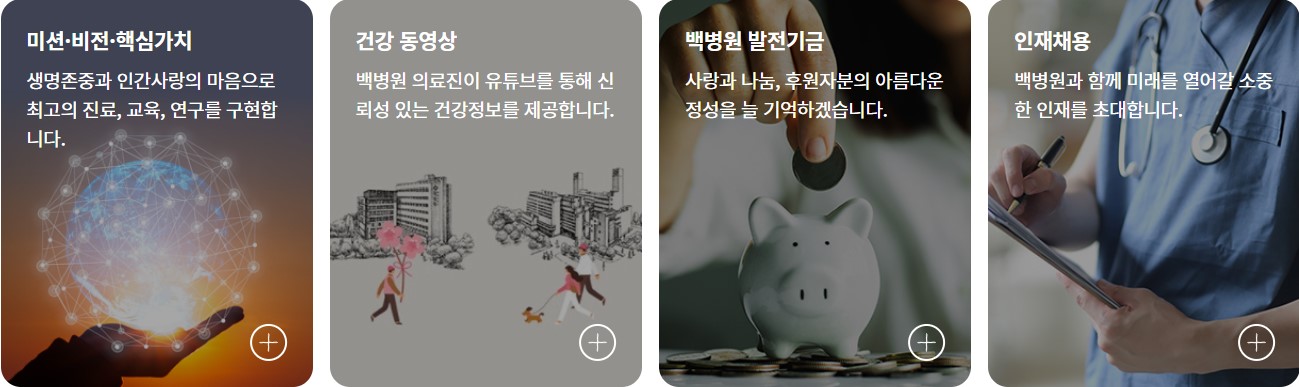 미션·비전·핵심가치
생명존중과 인간사랑의 마음으로
최고의 진료, 교육, 연구를 구현합
니다.
건강 동영상
백병원 의료진이 유튜브를 통해 신
뢰성 있는 건강정보를 제공합니다.
백병원 발전기금
사랑과 나눔, 후원자분의 아름다운
정성을 늘 기억하겠습니다.
인재채용
백병원과 함께 미래를 열어갈 소중
한 인재를 초대합니다.